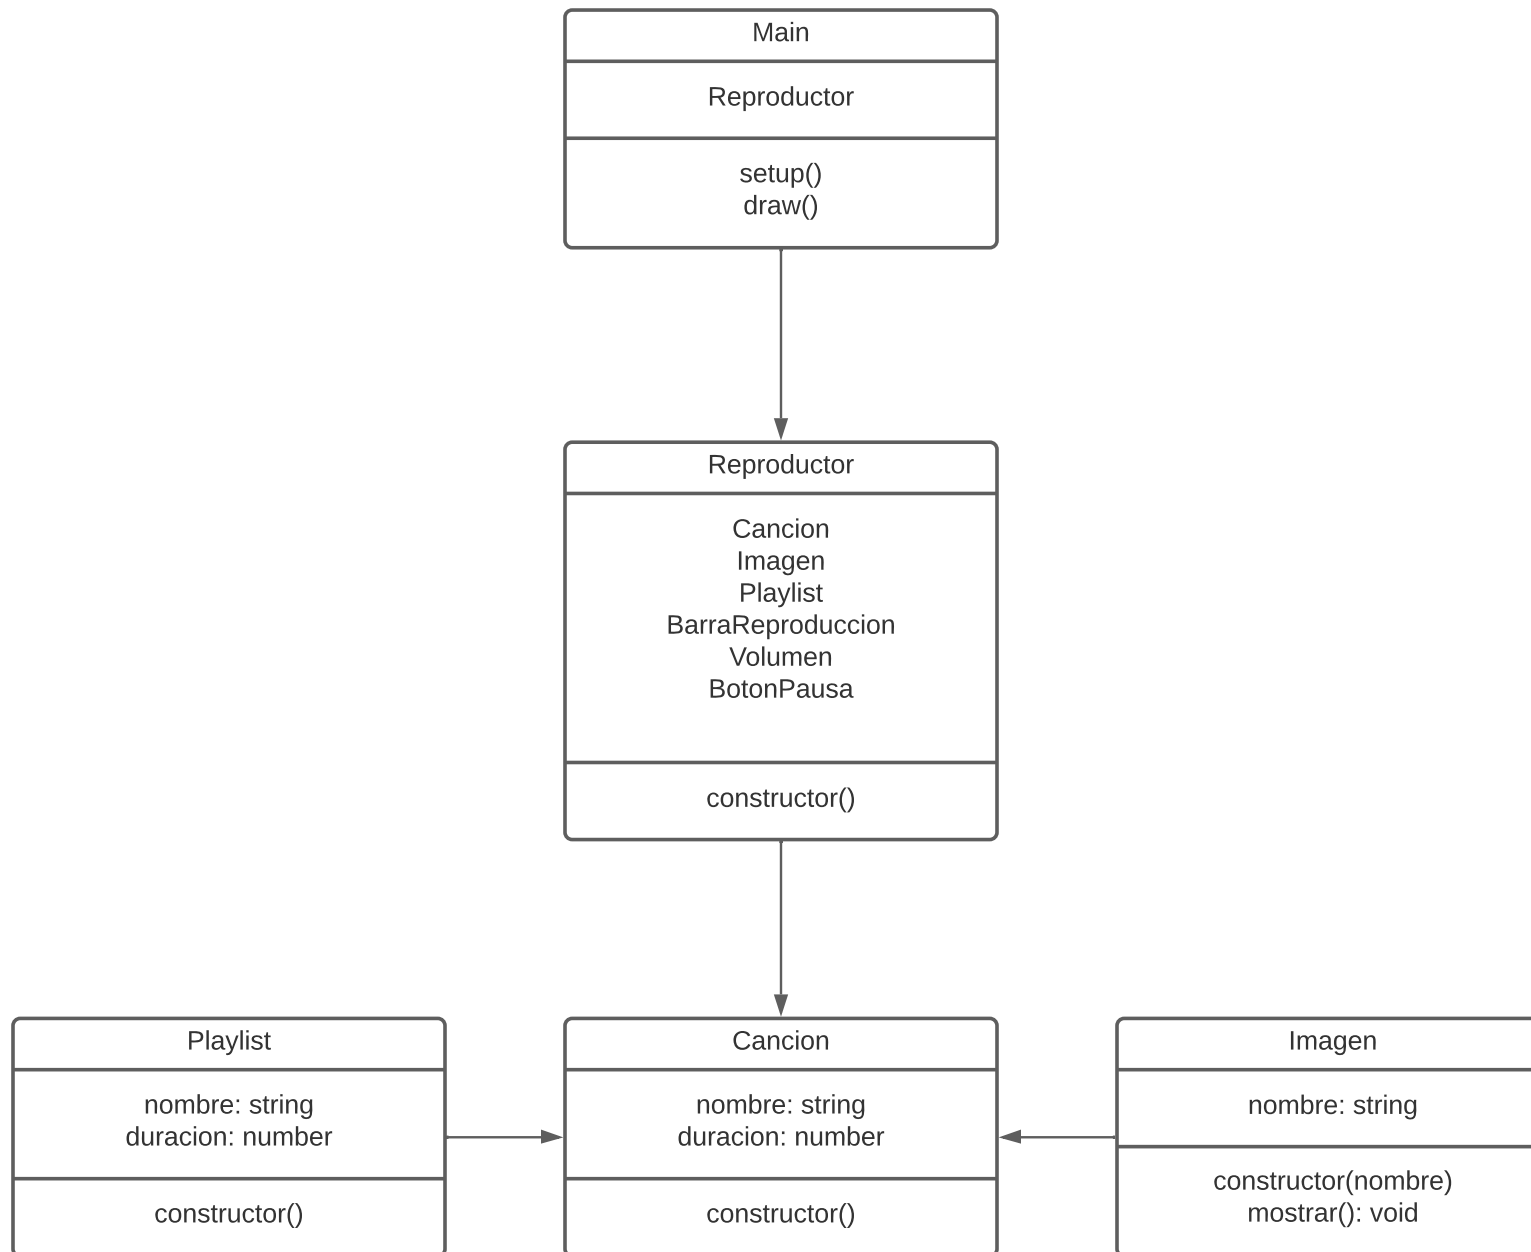 Main
Reproductor
setup()
draw()
Reproductor
Cancion
Imagen
Playlist
BarraReproduccion
Volumen
BotonPausa
constructor()
Playlist
nombre: string
duracion: number
constructor()
Cancion
nombre: string
duracion: number
constructor()
Imagen
nombre: string
constructor(nombre)
mostrar(): void